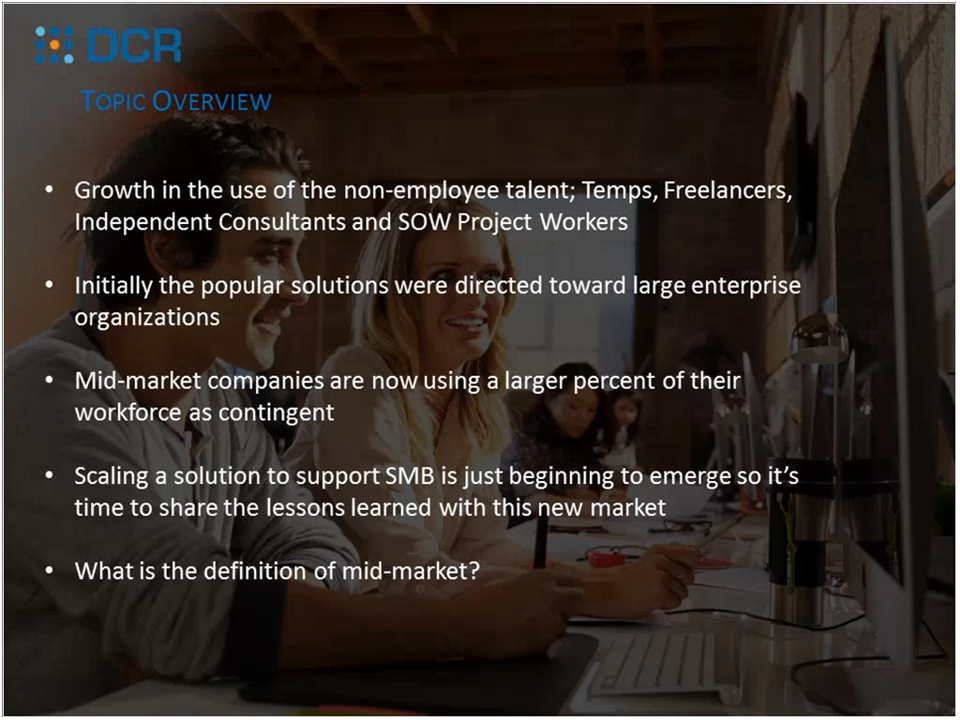 DCR
TOPIC OVERVIEW
• Growth in the use of the non-employee talent; Temps, Freelancers,
Independent Consultants and SOW Project Workers
• Initially the popular solutions were directed toward large enterprise
organizations
• Mid-market companies are now using a larger percent of their
workforce as contingent
• Scaling a solution to support SMB is just beginning to emerge so it’s
time to share the lessons learned with this new market
• What is the definition of mid-market?